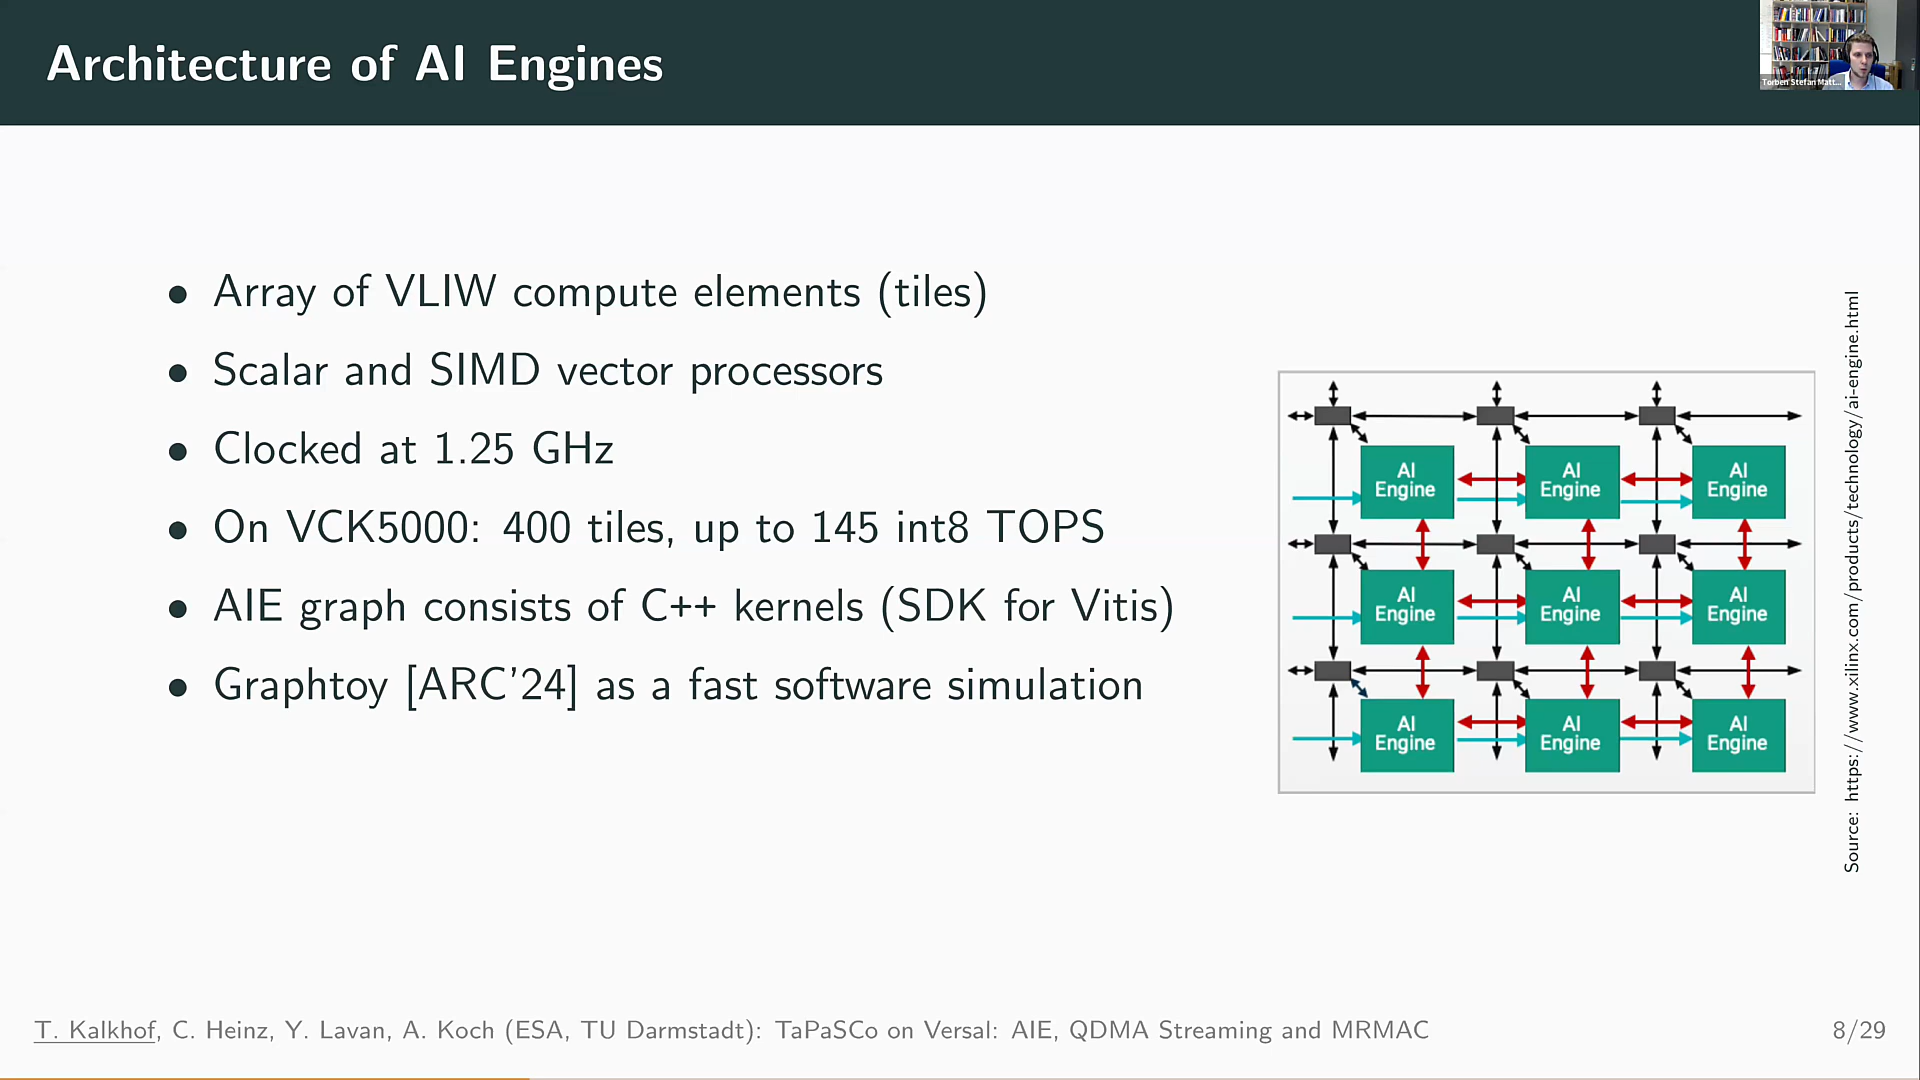 Architecture of AI Engines
Torben Stefan Matt...
• Array of VLIW compute elements (tiles)
• Scalar and SIMD vector processors
• Clocked at 1.25 GHz
• On VCK5000: 400 tiles, up to 145 int8 TOPS
• AIE graph consists of C++ kernels (SDK for Vitis)
• Graphtoy [ARC'24] as a fast software simulation
AI Engine
AI Engine
AI Engine
AI Engine
AI Engine
AI Engine
AI Engine
AI Engine
AI Engine
Source: https://www.xilinx.com/products/technology/ai-engine.html
T. Kalkhof, C. Heinz, Y. Lavan, A. Koch (ESA, TU Darmstadt): TaPaSCo on Versal: AIE, QDMA Streaming and MRMAC
8/29